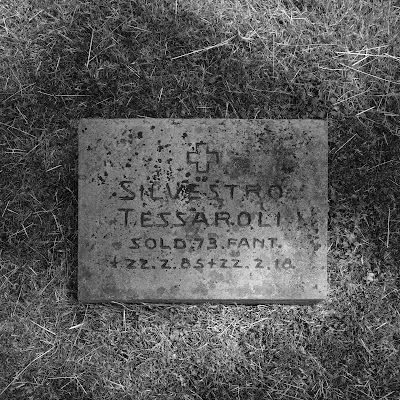 SILVESTRO
TESSAROLI
SOLD. 73. FANT.
+22. 2. 85+22. 2. 18